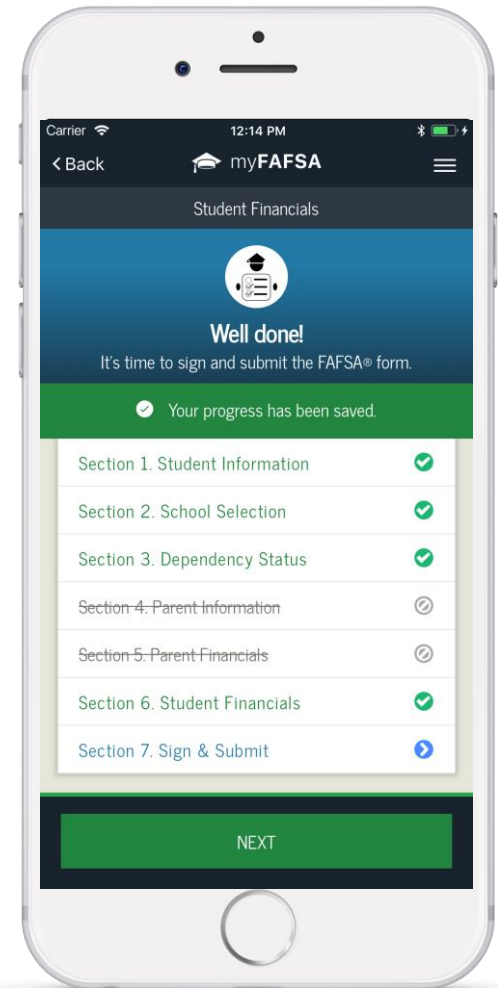 Carrier 12:14 PM
Back myFAFSA
Student Financials
Well done!
It's time to sign and submit the FAFSA® form.
Your progress has been saved.
Section 1. Student Information
Section 2. School Selection
Section 3. Dependency Status
Section 4. Parent Information
Section 5. Parent Financials
Section 6. Student Financials
Section 7. Sign & Submit
NEXT